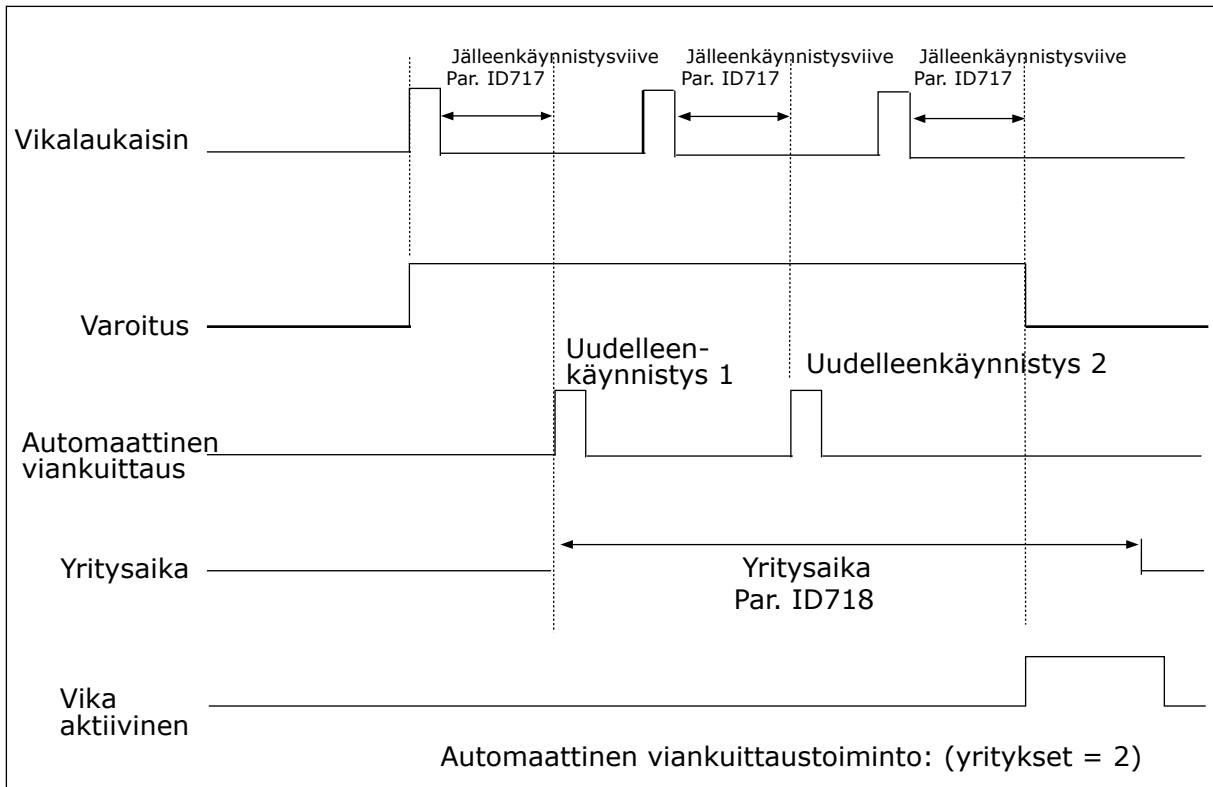 Jälleenkäynnistysviive
Par. ID717
Jälleenkäynnistysviive
Par. ID717
Jälleenkäynnistysviive
Par. ID717
Vikalaukaisin
Varoitus
Uudelleen-
käynnistys 1
Uudelleenkäynnistys 2
Automaattinen
viankuittaus
Yritysaika
Yritysaika
Par. ID718
Vika
aktiivinen
Automaattinen viankuittaustoiminto: (yritykset = 2)